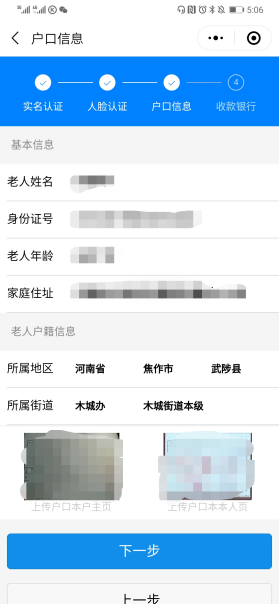 5:06
户口信息
4
实名认证 人脸认证 户口信息 收款银行
基本信息
老人姓名
身份证号
老人年龄
家庭住址
老人户籍信息
所属地区 河南省 焦作市 武陟县
所属街道 木城办 木城街道本级
上传户口本户主页 上传户口本本人页
下一步
上一步